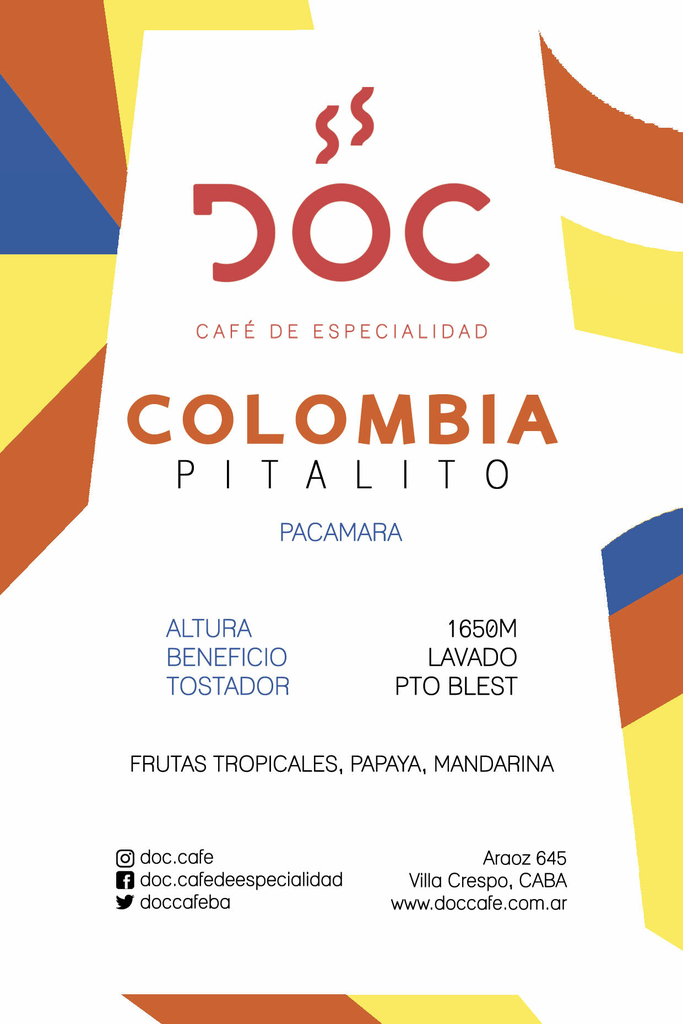 DOC
CAFÉ DE ESPECIALIDAD
COLOMBIA
PITALITO
PACAMARA
ALTURA 1650M
BENEFICIO LAVADO
TOSTADOR PTO BLEST
FRUTAS TROPICALES, PAPAYA, MANDARINA
doc.cafe
doc.cafedeespecialidad
doccafeba
Araoz 645
Villa Crespo, CABA
www.doccafe.com.ar